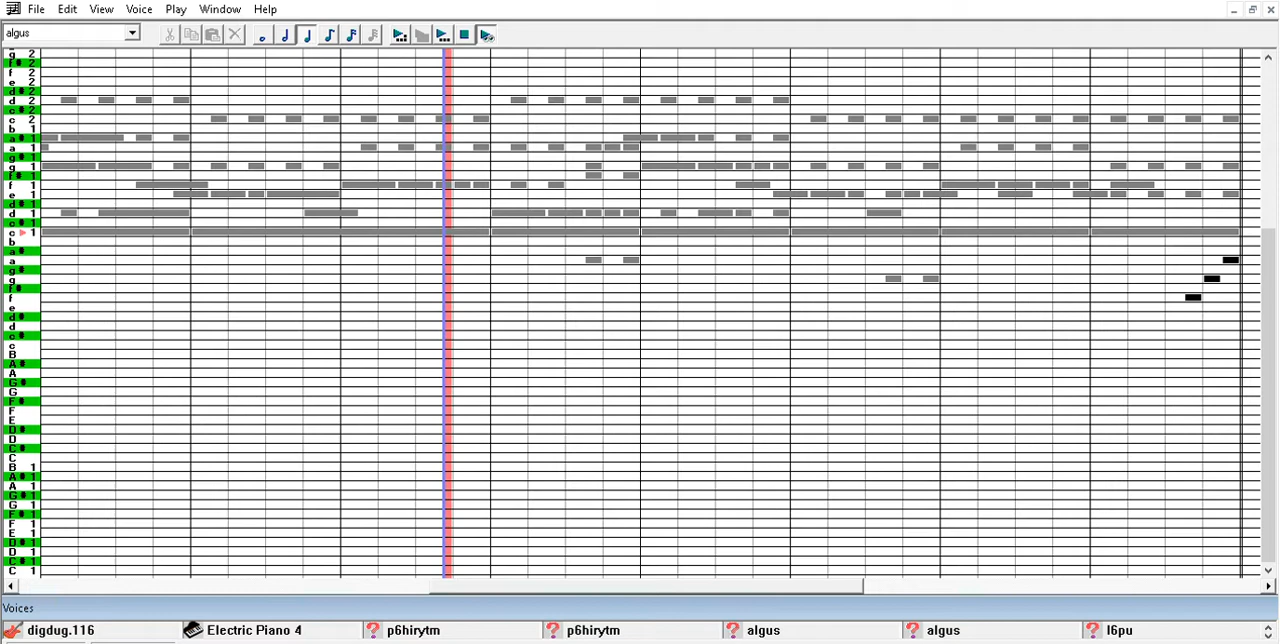 File Edit View Voice Play Window Help
algus
g 2
f# 2
f 2
e 2
d# 2
d 2
c# 2
c 2
b 1
a# 1
a 1
g# 1
g 1
f# 1
f 1
e 1
d# 1
d 1
c# 1
c 1
b
a#
a
g#
g
f#
f
e
d#
d
c#
c
B
A#
A
G#
G
F#
F
E
D#
D
C#
C
B 1
A# 1
A 1
G# 1
G 1
F# 1
F 1
E 1
D# 1
D 1
C# 1
C 1
Voices
digdug.116 Electric Piano 4 p6hirytm p6hirytm algus algus l6pu